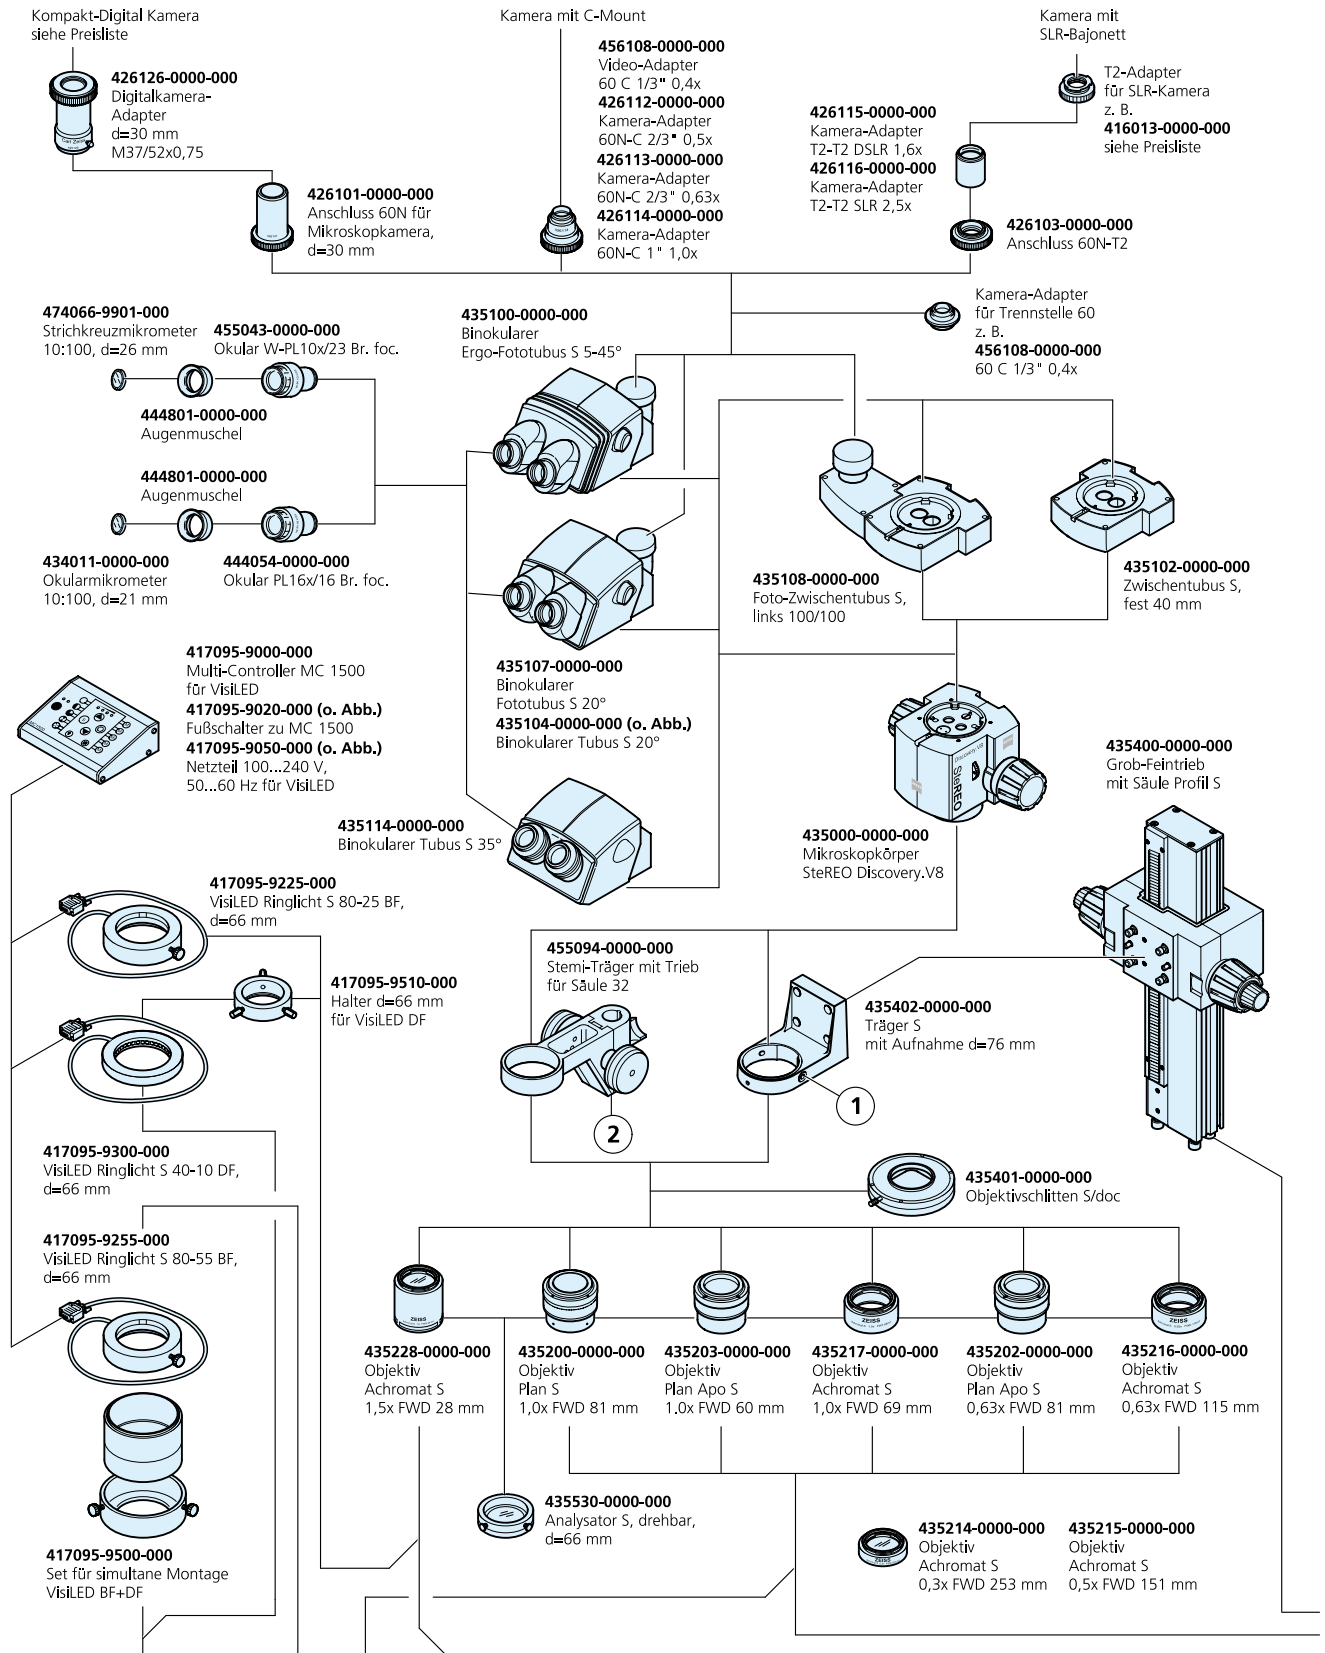 Kompakt-Digital Kamera
siehe Preisliste
426126-0000-000
Digitalkamera-
Adapter
d=30 mm
M37/52x0,75
Carl Zeiss
426101-0000-000
Anschluss 60N für
Mikroskopkamera,
d=30 mm
Kamera mit C-Mount
456108-0000-000
Video-Adapter
60 C 1/3" 0,4x
426112-0000-000
Kamera-Adapter
60N-C 2/3" 0,5x
426113-0000-000
Kamera-Adapter
60N-C 2/3" 0,63x
426114-0000-000
Kamera-Adapter
60N-C 1" 1,0x
426115-0000-000
Kamera-Adapter
T2-T2 DSLR 1,6x
426116-0000-000
Kamera-Adapter
T2-T2 SLR 2,5x
Kamera mit
SLR-Bajonett
T2-Adapter
für SLR-Kamera
z. B.
416013-0000-000
siehe Preisliste
426103-0000-000
Anschluss 60N-T2
Kamera-Adapter
für Trennstelle 60
z. B.
456108-0000-000
60 C 1/3" 0,4x
474066-9901-000
Strichkreuzmikrometer
10:100, d=26 mm
455043-0000-000
Okular W-PL10x/23 Br. foc.
444801-0000-000
Augenmuschel
444801-0000-000
Augenmuschel
434011-0000-000
Okularmikrometer
10:100, d=21 mm
444054-0000-000
Okular PL16x/16 Br. foc.
435100-0000-000
Binokularer
Ergo-Fototubus S 5-45°
435107-0000-000
Binokularer
Fototubus S 20°
435104-0000-000 (o. Abb.)
Binokularer Tubus S 20°
435108-0000-000
Foto-Zwischentubus S,
links 100/100
435102-0000-000
Zwischentubus S,
fest 40 mm
417095-9000-000
Multi-Controller MC 1500
für VisiLED
417095-9020-000 (o. Abb.)
Fußschalter zu MC 1500
417095-9050-000 (o. Abb.)
Netzteil 100...240 V,
50...60 Hz für VisiLED
435114-0000-000
Binokularer Tubus S 35°
Discovery.V8
SteREO
435000-0000-000
Mikroskopkörper
SteREO Discovery.V8
435400-0000-000
Grob-Feintrieb
mit Säule Profil S
417095-9225-000
VisiLED Ringlicht S 80-25 BF,
d=66 mm
417095-9510-000
Halter d=66 mm
für VisiLED DF
455094-0000-000
Stemi-Träger mit Trieb
für Säule 32
435402-0000-000
Träger S
mit Aufnahme d=76 mm
1
2
417095-9300-000
VisiLED Ringlicht S 40-10 DF,
d=66 mm
435401-0000-000
Objektivschlitten S/doc
417095-9255-000
VisiLED Ringlicht S 80-55 BF,
d=66 mm
ZEISS
ZEISS
ZEISS
435228-0000-000
Objektiv
Achromat S
1,5x FWD 28 mm
435200-0000-000
Objektiv
Plan S
1,0x FWD 81 mm
435203-0000-000
Objektiv
Plan Apo S
1.0x FWD 60 mm
435217-0000-000
Objektiv
Achromat S
1,0x FWD 69 mm
435202-0000-000
Objektiv
Plan Apo S
0,63x FWD 81 mm
435216-0000-000
Objektiv
Achromat S
0,63x FWD 115 mm
417095-9500-000
Set für simultane Montage
VisiLED BF+DF
435530-0000-000
Analysator S, drehbar,
d=66 mm
ZEISS
435214-0000-000
Objektiv
Achromat S
0,3x FWD 253 mm
435215-0000-000
Objektiv
Achromat S
0,5x FWD 151 mm